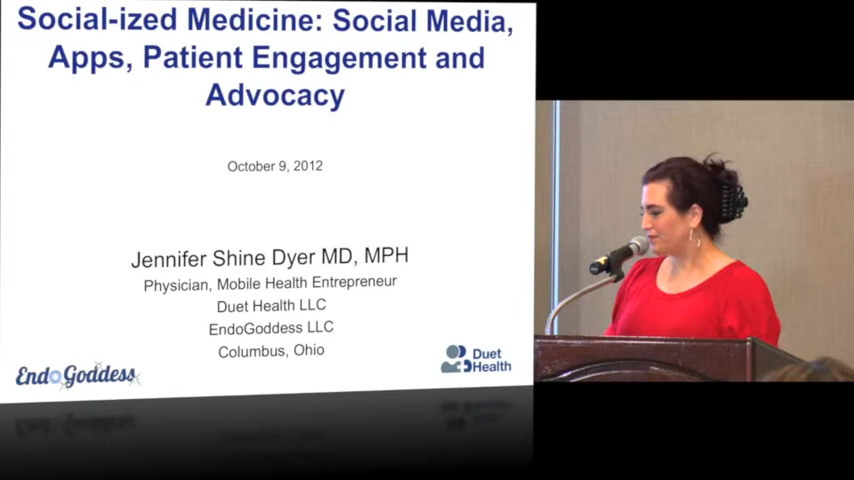 Social-ized Medicine: Social Media,
Apps, Patient Engagement and
Advocacy
October 9, 2012
Jennifer Shine Dyer MD, MPH
Physician, Mobile Health Entrepreneur
Duet Health LLC
EndoGoddess LLC
Columbus, Ohio
EndoGoddess
Duet
Health